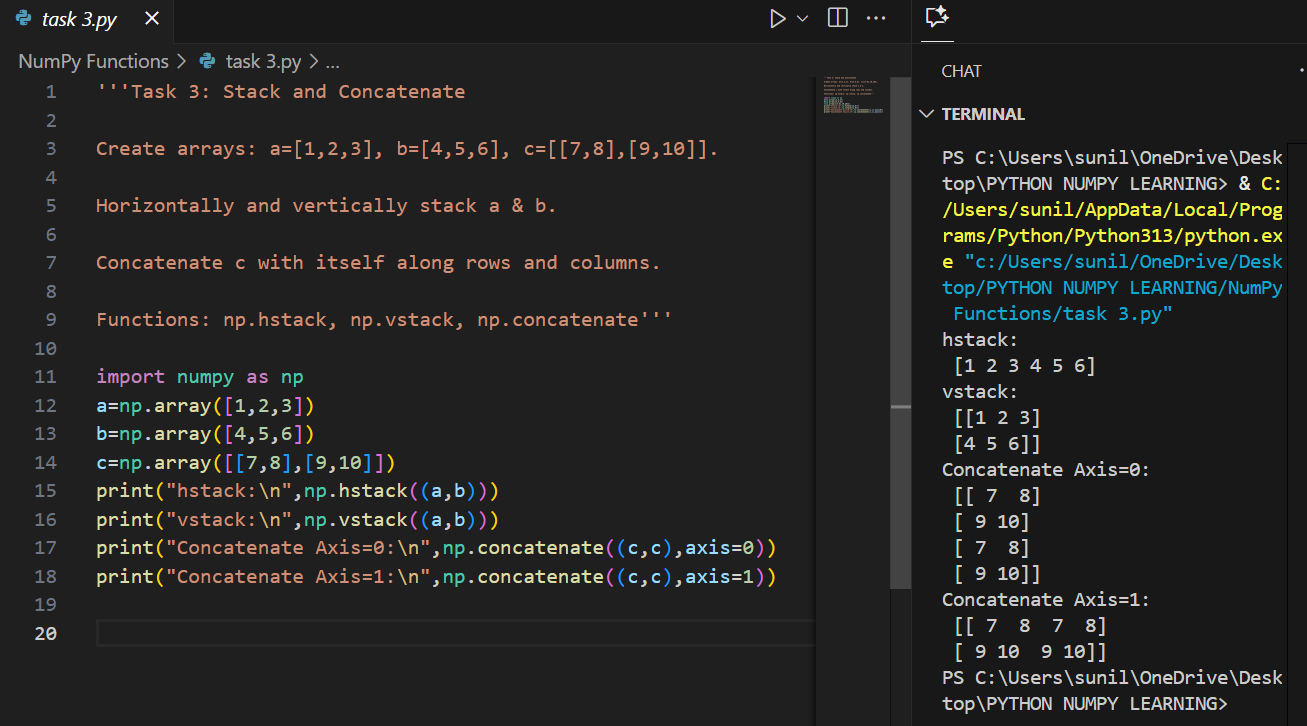 task 3.py
NumPy Functions > task 3.py > ...
1 '''Task 3: Stack and Concatenate
2
3 Create arrays: a=[1,2,3], b=[4,5,6], c=[[7,8],[9,10]].
4
5 Horizontally and vertically stack a & b.
6
7 Concatenate c with itself along rows and columns.
8
9 Functions: np.hstack, np.vstack, np.concatenate'''
10
11 import numpy as np
12 a=np.array([1,2,3])
13 b=np.array([4,5,6])
14 c=np.array([[7,8],[9,10]])
15 print("hstack:\n",np.hstack((a,b)))
16 print("vstack:\n",np.vstack((a,b)))
17 print("Concatenate Axis=0:\n",np.concatenate((c,c),axis=0))
18 print("Concatenate Axis=1:\n",np.concatenate((c,c),axis=1))
19
20
CHAT
TERMINAL
PS C:\Users\sunil\OneDrive\Desk
top\PYTHON NUMPY LEARNING> & C:
/Users/sunil/AppData/Local/Prog
rams/Python/Python313/python.ex
e "c:/Users/sunil/OneDrive/Desk
top/PYTHON NUMPY LEARNING/NumPy
 Functions/task 3.py"
hstack:
 [1 2 3 4 5 6]
vstack:
 [[1 2 3]
 [4 5 6]]
Concatenate Axis=0:
 [[ 7  8]
 [ 9 10]
 [ 7  8]
 [ 9 10]]
Concatenate Axis=1:
 [[ 7  8  7  8]
 [ 9 10  9 10]]
PS C:\Users\sunil\OneDrive\Desk
top\PYTHON NUMPY LEARNING>